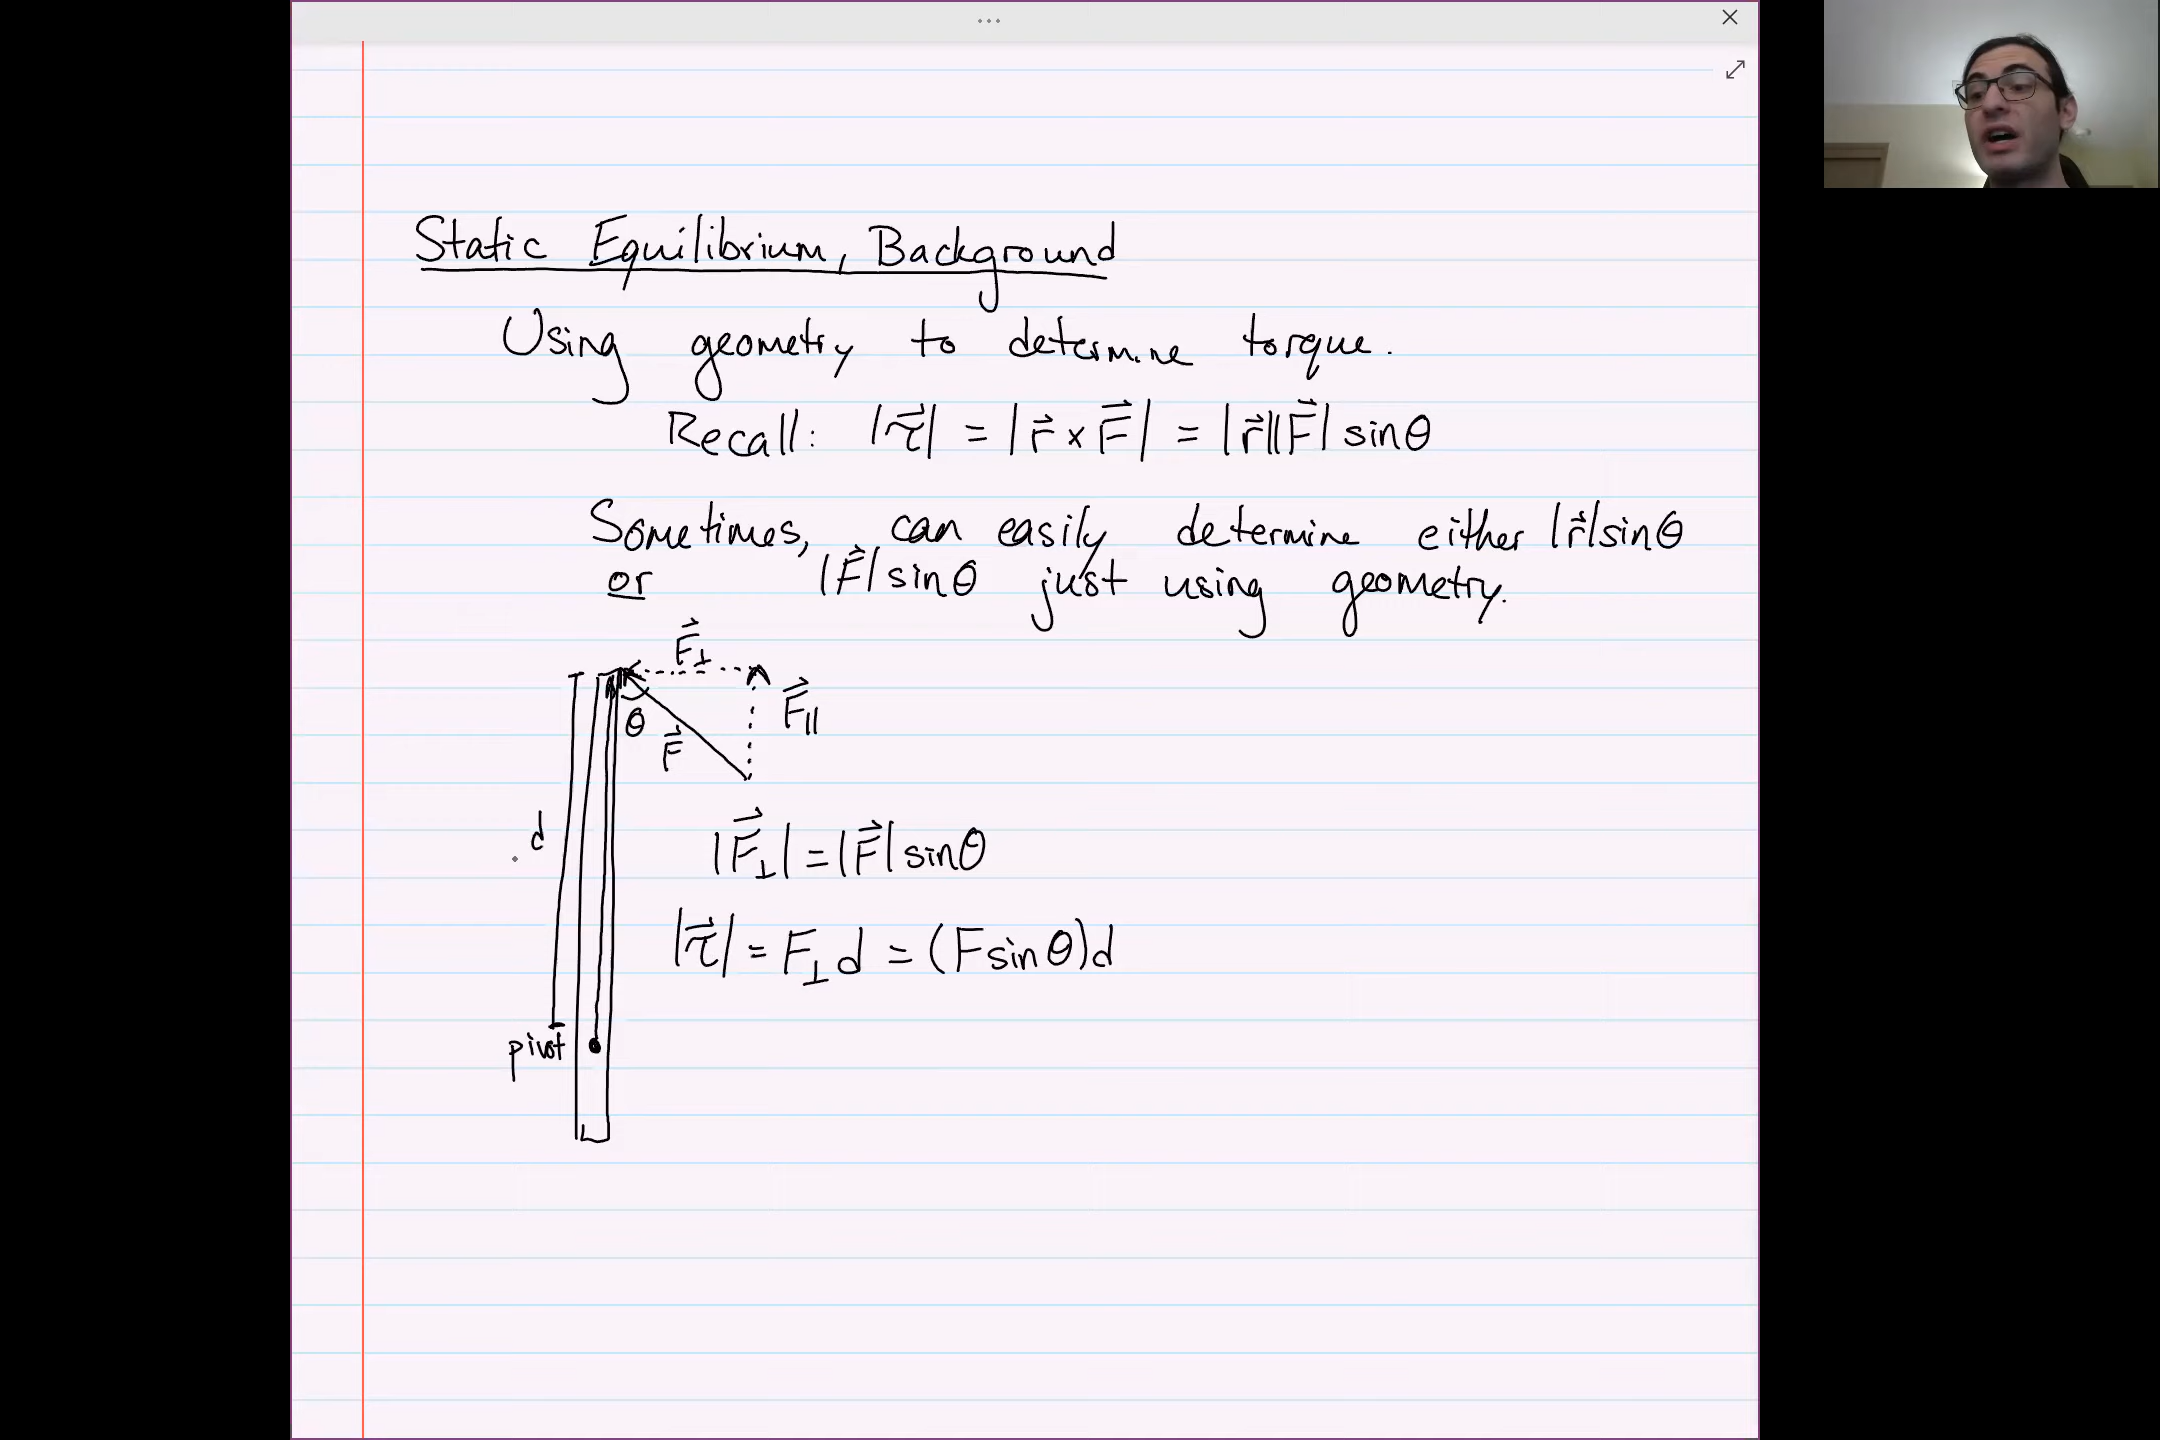 Static Equilibrium, Background
Using geometry to determine torque.
Recall: |τ⃗| = |r⃗ × F⃗| = |r⃗||F⃗| sinθ
Sometimes, can easily determine either |r⃗|sinθ
or |F⃗|sinθ just using geometry.
F⃗⊥
F⃗||
θ
F⃗
d
|F⃗⊥| = |F⃗| sinθ
|τ⃗| = F⊥d = (F sinθ)d
pivot